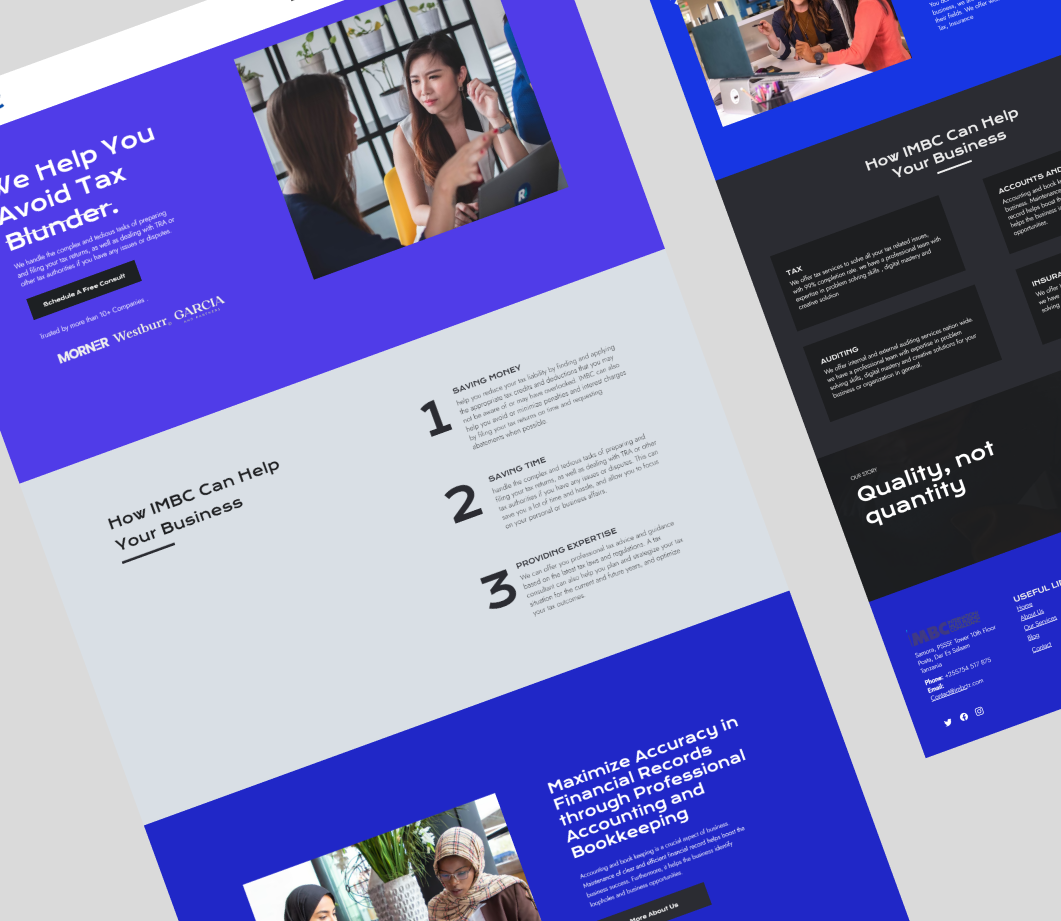 We Help You
Avoid Tax
Blunder.
We handle the complex and tedious tasks of preparing
and filing your tax returns, as well as dealing with TRA or
other tax authorities if you have any issues or disputes.
Schedule A Free Consult
Trusted by more than 10+ Companies .
MORNER Westburr. GARCIA
How IMBC Can Help
Your Business
1
SAVING MONEY
help you reduce your tax liability by finding and applying
the appropriate tax credits and deductions that you may
not be aware of or may have overlooked. IMBC can also
help you avoid or minimize penalties and interest charges
by filing your tax returns on time and requesting
abatements when possible.
2
SAVING TIME
handle the complex and tedious tasks of preparing and
filing your tax returns, as well as dealing with TRA or other
tax authorities if you have any issues or disputes. This can
save you a lot of time and hassle, and allow you to focus
on your personal or business affairs.
3
PROVIDING EXPERTISE
We can offer you professional tax advice and guidance
based on the latest tax laws and regulations. A tax
consultant can also help you plan and strategize your tax
situation for the current and future years, and optimize
your tax outcomes.
Maximize Accuracy in
Financial Records
through Professional
Accounting and
Bookkeeping
Accounting and book keeping is a crucial aspect of business.
Maintenance of clear and efficient financial record helps boost the
business success. Furthermore, it helps the business identify
loopholes and business opportunities.
More About Us
business, we
their fields. We offer
Tax, Insurance
How IMBC Can Help
Your Business
TAX
We offer tax services to solve all your tax related issues,
with 99% completion rate. we have a professional team with
expertise in problem solving skills , digital mastery and
creative solution
ACCOUNTS AND
Accounting and book
business. Maintenance
record helps boost the
helps the business
opportunities.
AUDITING
We offer internal and external auditing services nation wide.
we have a professional team with expertise in problem
solving skills, digital mastery and creative solutions for your
business or organization in general.
INSURA
We offer
we have
solving
OUR STORY
Quality, not
quantity
MBC
Samora, PSSSF Tower 10th Floor
Posta, Dar Es Salaam
Tanzania
Phone: +255754 517 875
Email:
Contact@imbctz.com
USEFUL LI
Home
About Us
Our Services
Blog
Contact